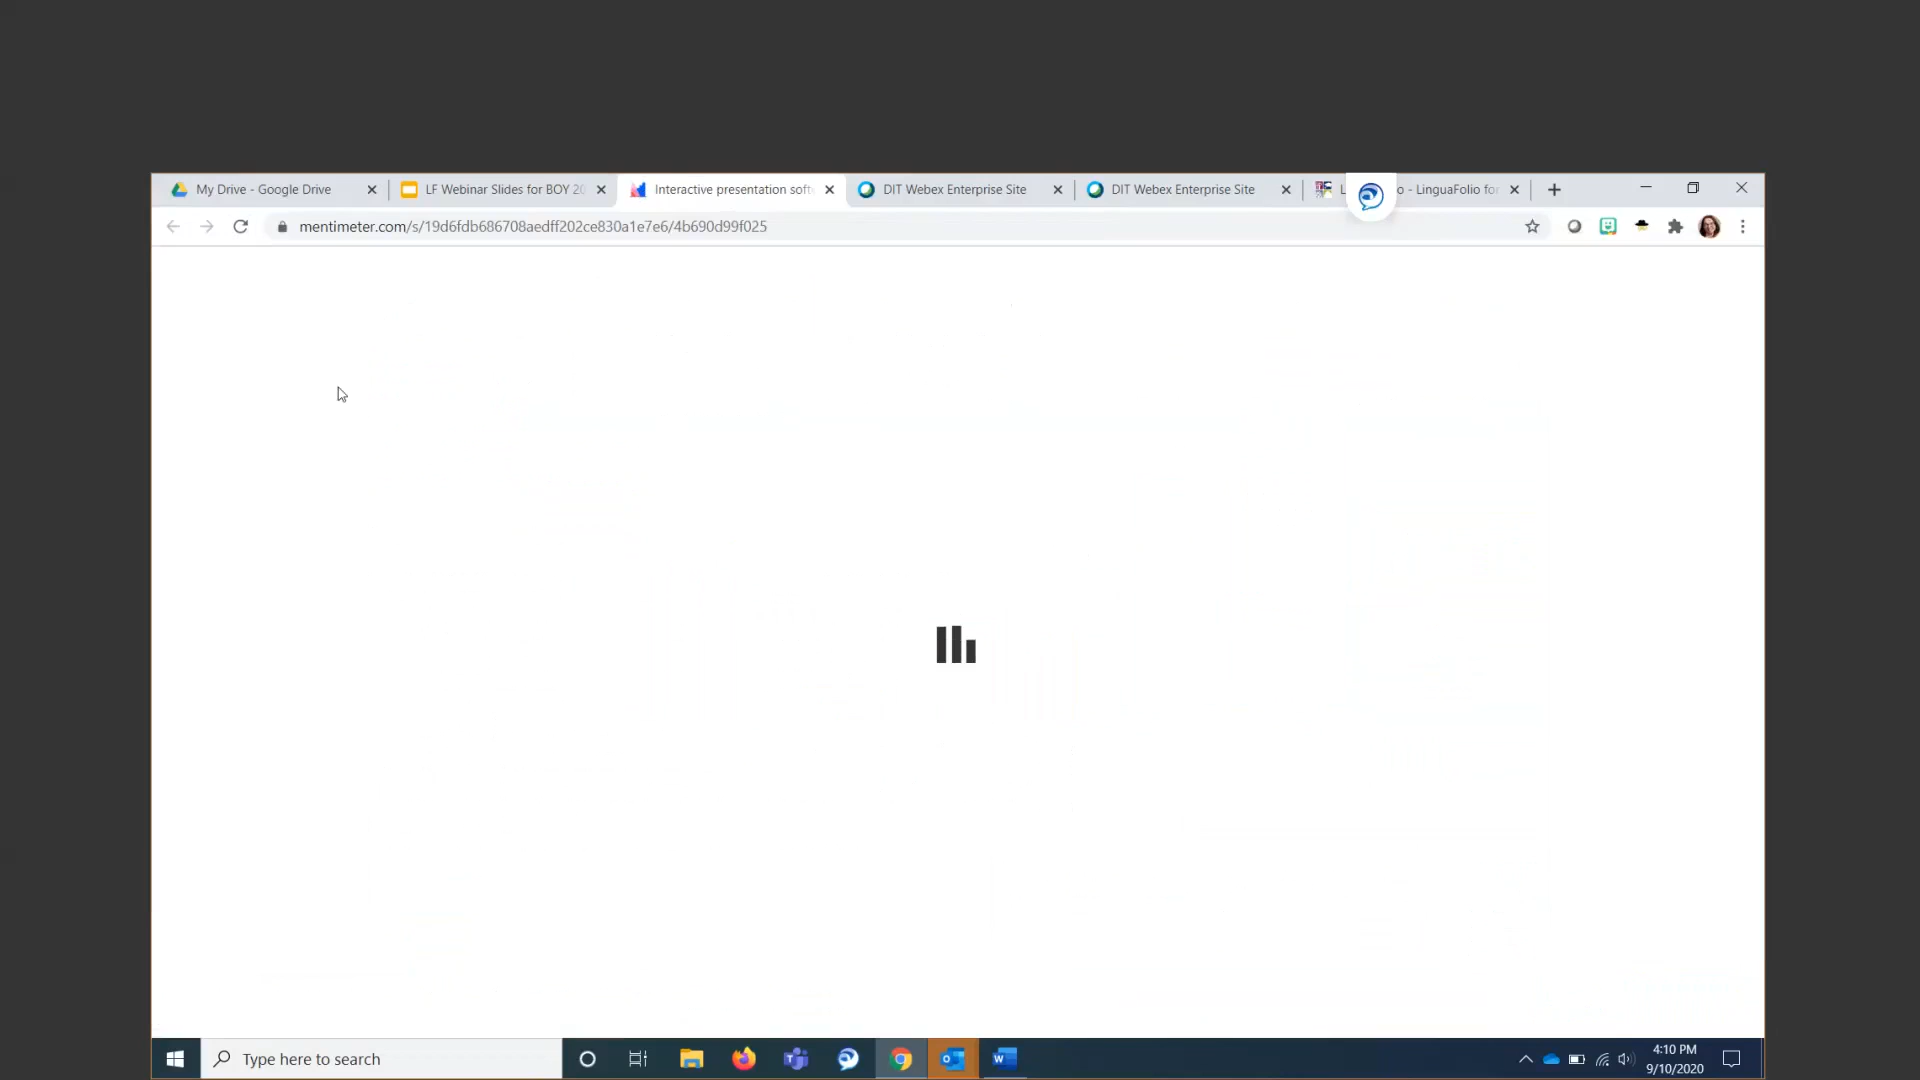 My Drive - Google Drive
LF Webinar Slides for BOY 20
Interactive presentation soft
DIT Webex Enterprise Site
DIT Webex Enterprise Site
L o - LinguaFolio for
mentimeter.com/s/19d6fdb686708aedff202ce830a1e7e6/4b690d99f025
Type here to search
4:10 PM
9/10/2020